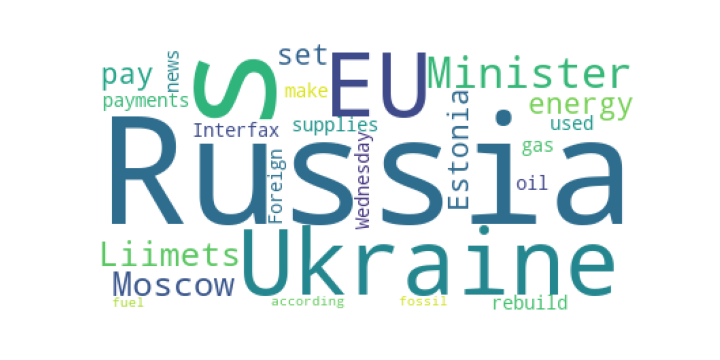 news
set
S
EU
Minister
pay
make
energy
payments
Interfax
supplies
Wednesday
Estonia
used
Russia
Foreign
gas
oil
Ukraine
Liimets
Moscow
fuel
according
fossil
rebuild